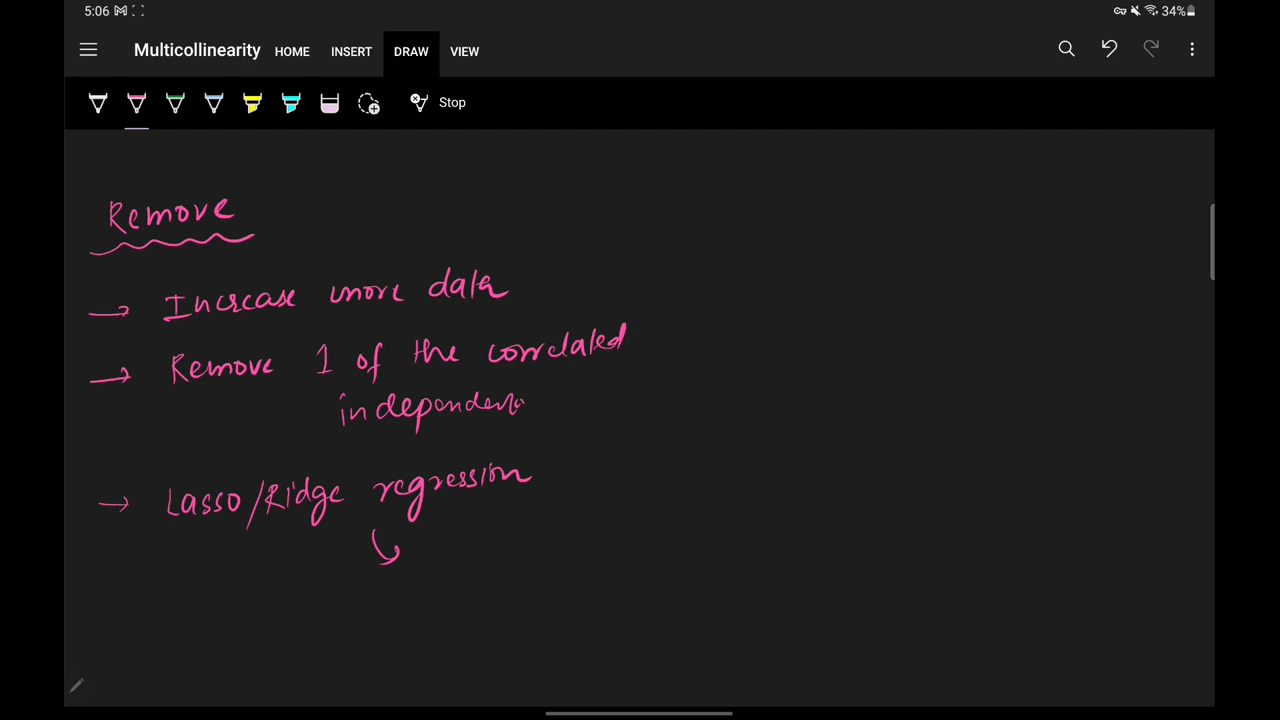 5:06 34%
Multicollinearity HOME INSERT DRAW VIEW
Stop
Remove
→ Increase more data
→ Remove 1 of the correlated
independent
→ Lasso/Ridge regression